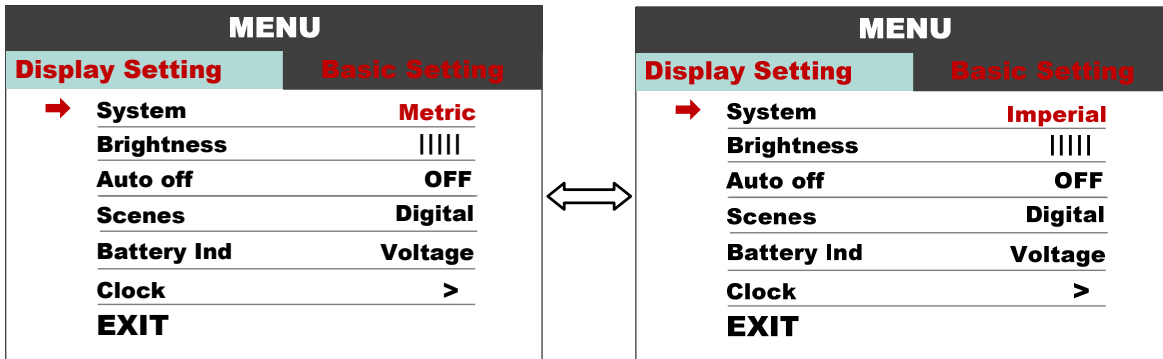 MENU
Display Setting Basic Setting
System Metric
Brightness |||||
Auto off OFF
Scenes Digital
Battery Ind Voltage
Clock >
EXIT
MENU
Display Setting Basic Setting
System Imperial
Brightness |||||
Auto off OFF
Scenes Digital
Battery Ind Voltage
Clock >
EXIT